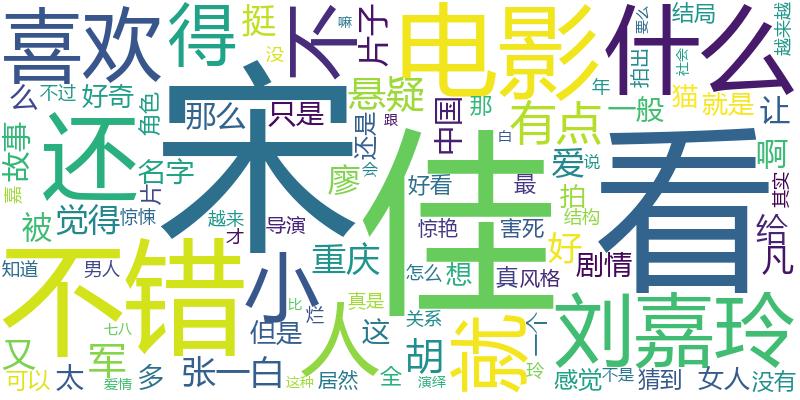 喜欢
得
挺
没
嘛
不
片子
电影
什么
要么
结局
拍出
社会
越来越
么
不过
好奇
角色
那么
宋
只是
悬疑
还是
跟
中国
那
有点
年
一般
猫
就是
让
故事
嘉
片
还
名字
会
廖
佳
白
爱
说
看
啊
其实
被
觉得
惊悚
越来
才
导演
好看
最
拍
结构
惊艳
害死
好
给
凡
知道
男人
不错
小
重庆
怎么
想
真
风格
剧情
七八
比
烂
真是
人
但是
这
关系
就
一个
刘嘉玲
又
军
可以
太
爱情
多
张一白
这种
居然
全
胡
演绎
玲
感觉
不是
猜到
女人
没有